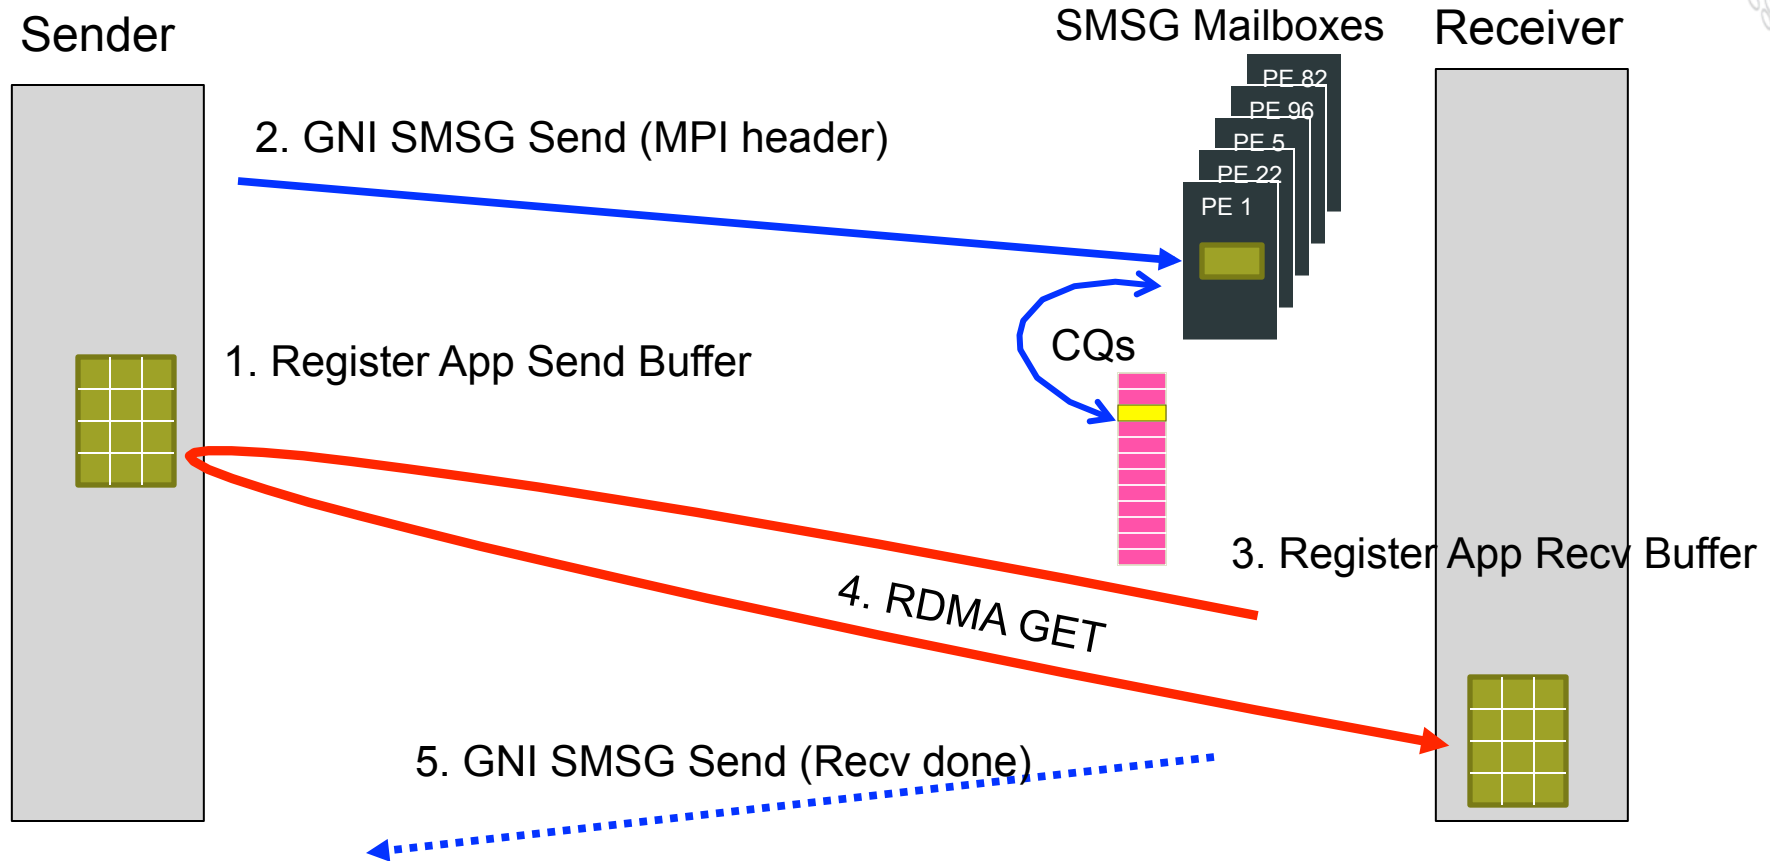 Sender
SMSG Mailboxes
Receiver
PE 82
PE 96
PE 5
PE 22
PE 1
2. GNI SMSG Send (MPI header)
CQs
1. Register App Send Buffer
3. Register App Recv Buffer
4. RDMA GET
5. GNI SMSG Send (Recv done)